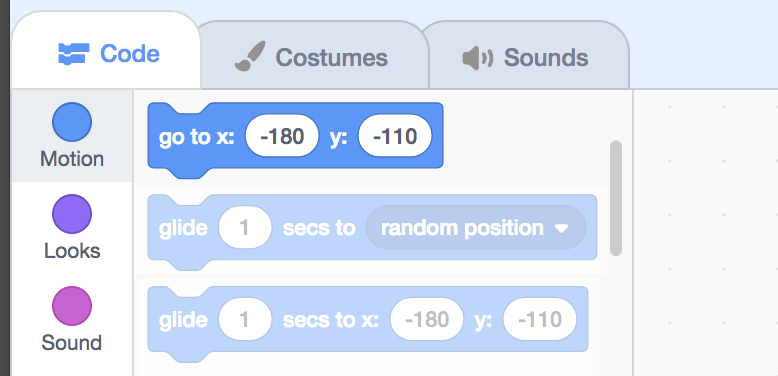 Code Costumes Sounds
Motion
Looks
Sound
go to x: -180 y: -110
glide 1 secs to random position
glide 1 secs to x: -180 y: -110